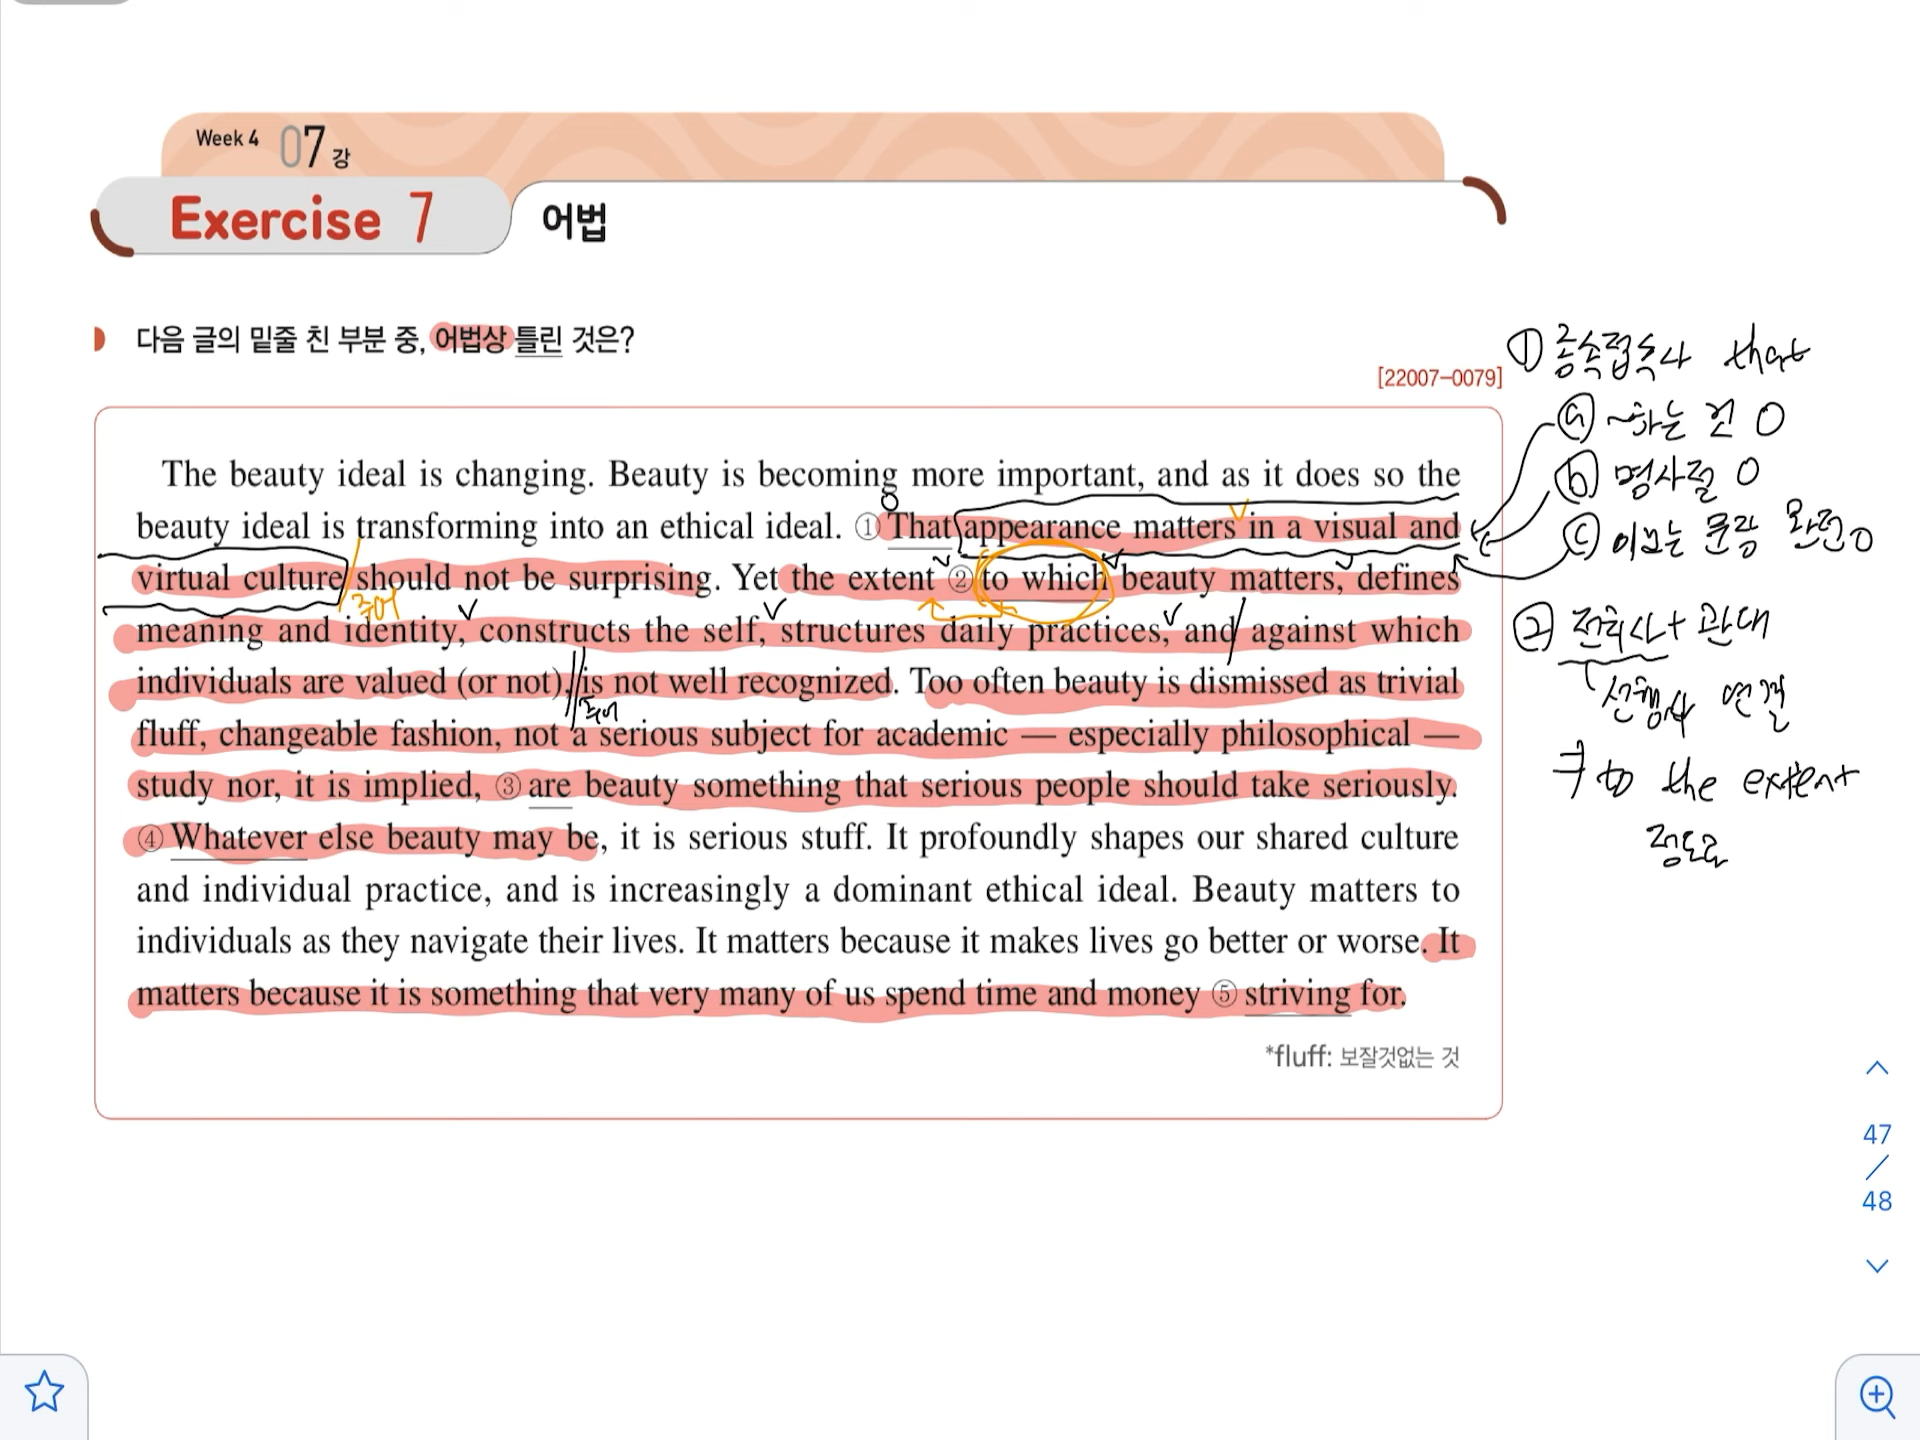 Week 4 07강
Exercise 7 어법
다음 글의 밑줄 친 부분 중, 어법상 틀린 것은?
[22007-0079]
The beauty ideal is changing. Beauty is becoming more important, and as it does so the
beauty ideal is transforming into an ethical ideal. ① That appearance matters in a visual and
virtual culture should not be surprising. Yet the extent ② to which beauty matters, defines
주어
meaning and identity, constructs the self, structures daily practices, and against which
individuals are valued (or not), is not well recognized. Too often beauty is dismissed as trivial
주어
fluff, changeable fashion, not a serious subject for academic — especially philosophical —
study nor, it is implied, ③ are beauty something that serious people should take seriously.
④ Whatever else beauty may be, it is serious stuff. It profoundly shapes our shared culture
and individual practice, and is increasingly a dominant ethical ideal. Beauty matters to
individuals as they navigate their lives. It matters because it makes lives go better or worse. It
matters because it is something that very many of us spend time and money ⑤ striving for.
*fluff: 보잘것없는 것
① 종속접속사 that
ⓐ ~하는 것 O
ⓑ 명사절 O
ⓒ 이끄는 문장 완전 O
② 전치사 + 관대
선행사 연결
to the extent
정도로
47
/
48